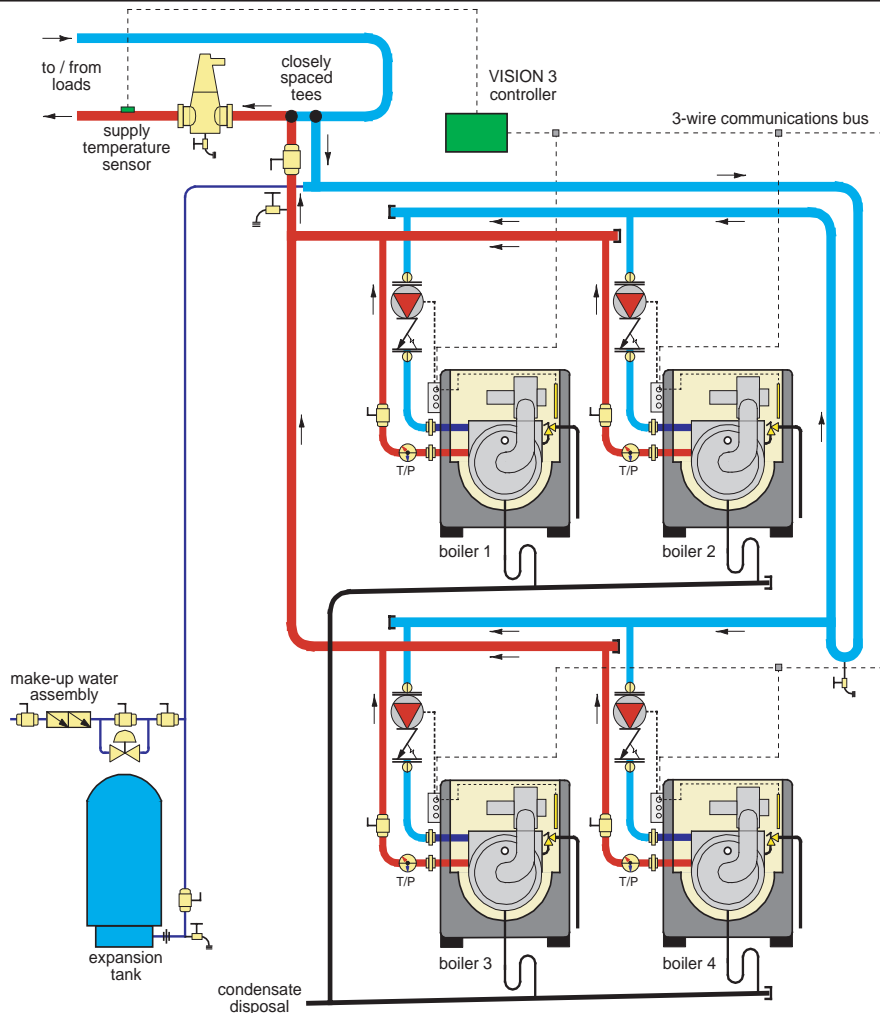 to / from
loads
closely
spaced
tees
VISION 3
controller
3-wire communications bus
supply
temperature
sensor
T/P
T/P
boiler 1
boiler 2
make-up water
assembly
T/P
T/P
boiler 3
boiler 4
expansion
tank
condensate
disposal